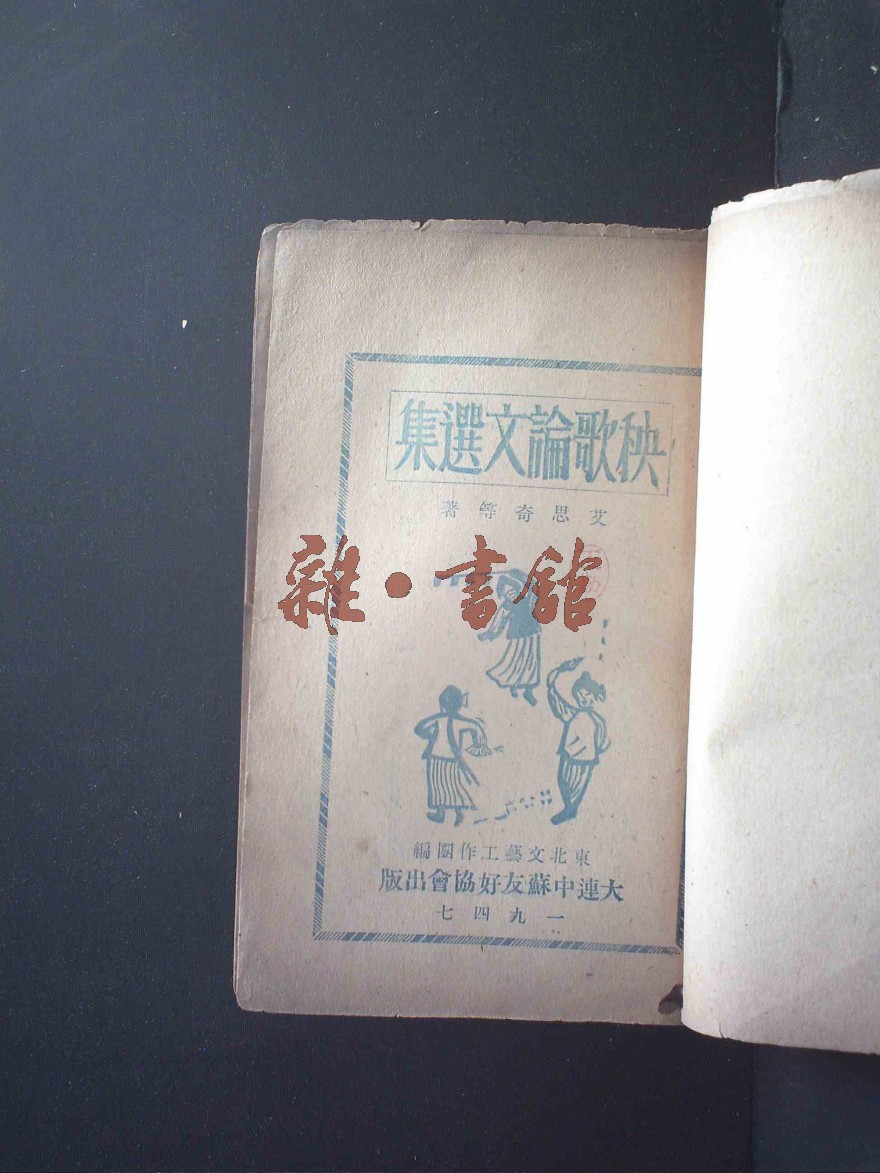 秧歌論文選集
艾思奇等著
雜·書館
東北文藝工作團編
大連中蘇友好協會出版
一九四七